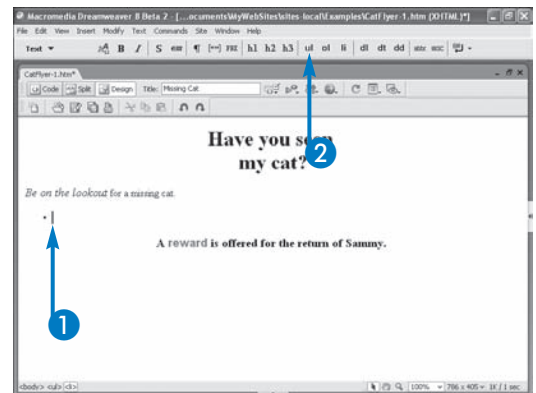 Macromedia Dreamweaver 8 Beta 2 - [...ocuments\MyWebSites\sites-local\Examples\CatFlyer-1.htm (XHTML)*]
File Edit View Insert Modify Text Commands Site Window Help
Text B I S em ¶ [""] PRE h1 h2 h3 ul ol li dl dt dd abbr W3C
CatFlyer-1.htm*
Code Split Design Title: Missing Cat
Have you seen
my cat?
2
Be on the lookout for a missing cat.
•
A reward is offered for the return of Sammy.
1
<body> <ul> <li> 100% 786 x 405 1K / 1 sec